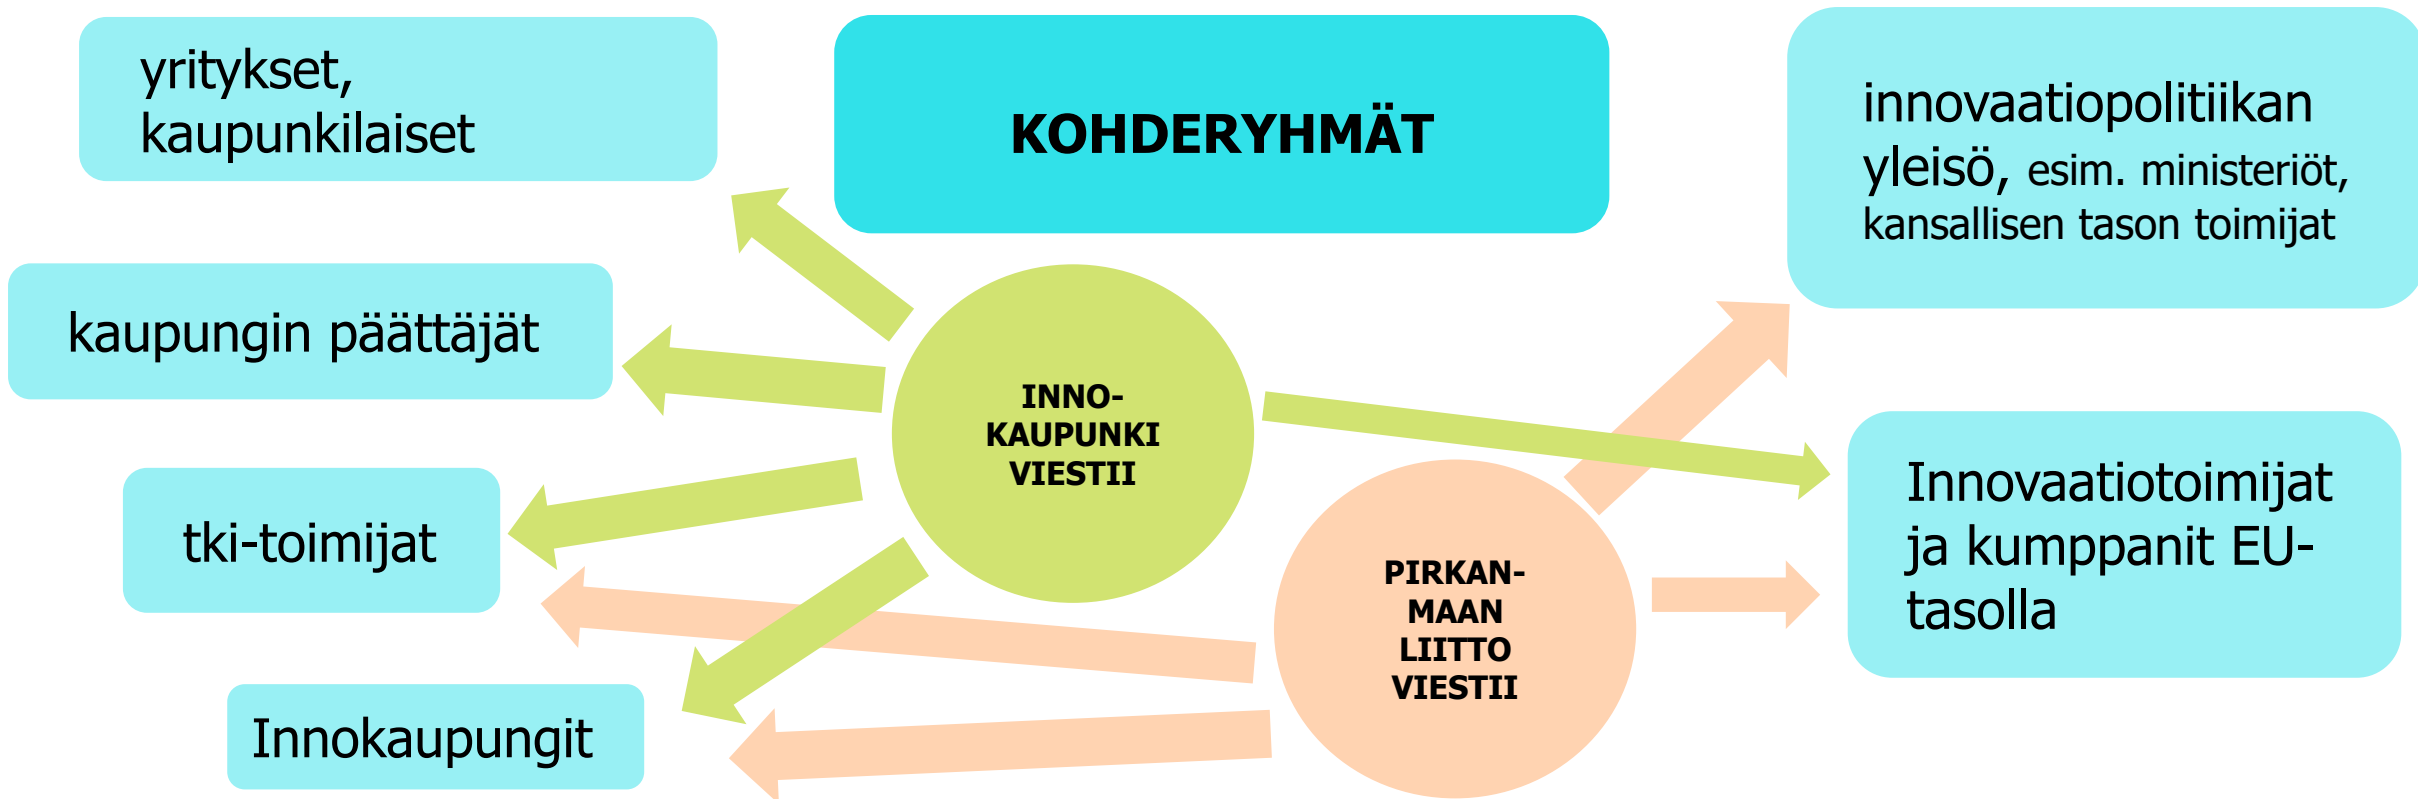 yritykset,
kaupunkilaiset
KOHDERYHMÄT
innovaatiopolitiikan
yleisö, esim. ministeriöt,
kansallisen tason toimijat
kaupungin päättäjät
INNO-
KAUPUNKI
VIESTII
tki-toimijat
Innovaatiotoimijat
ja kumppanit EU-
tasolla
PIRKAN-
MAAN
LIITTO
VIESTII
Innokaupungit